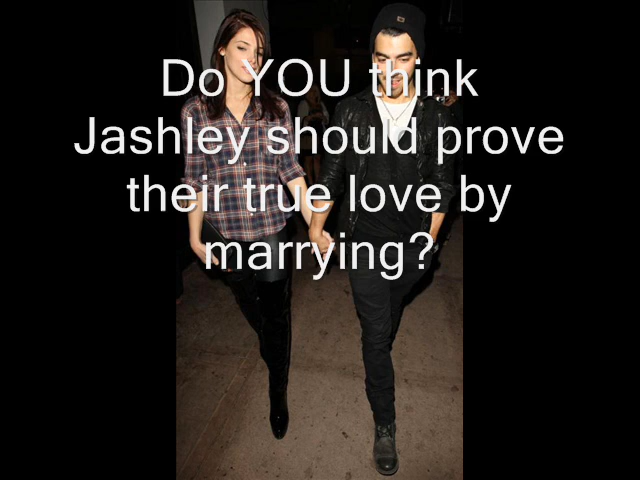 Do YOU think
Jashley should prove
their true love by
marrying?